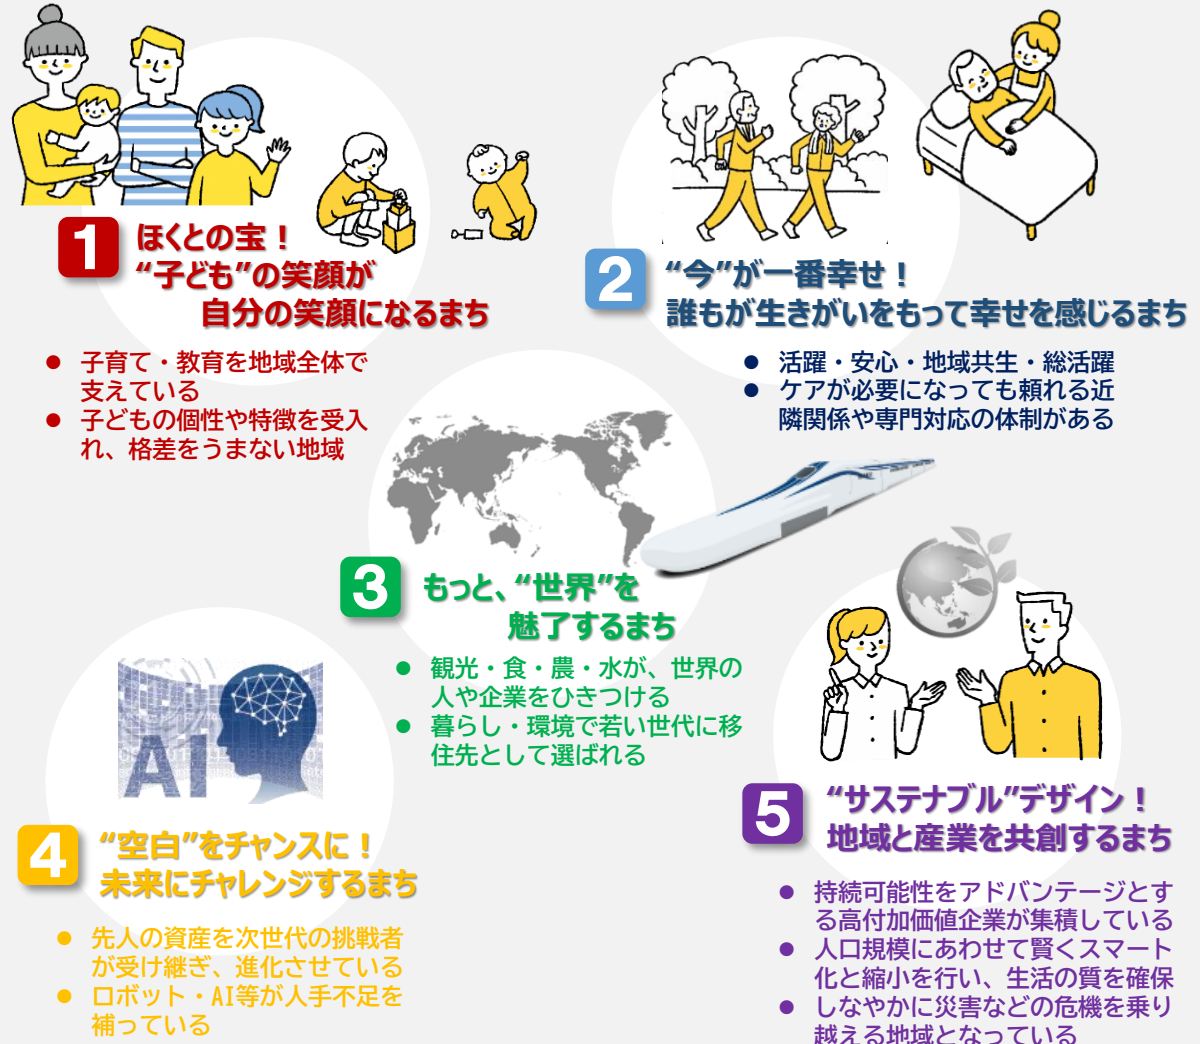 1
ほくとの宝！
“子ども”の笑顔が
自分の笑顔になるまち
● 子育て・教育を地域全体で
支えている
● 子どもの個性や特徴を受入
れ、格差をうまない地域
2
“今”が一番幸せ！
誰もが生きがいをもって幸せを感じるまち
● 活躍・安心・地域共生・総活躍
● ケアが必要になっても頼れる近
隣関係や専門対応の体制がある
3
もっと、“世界”を
魅了するまち
● 観光・食・農・水が、世界の
人や企業をひきつける
● 暮らし・環境で若い世代に移
住先として選ばれる
AI
4
“空白”をチャンスに！
未来にチャレンジするまち
● 先人の資産を次世代の挑戦者
が受け継ぎ、進化させている
● ロボット・AI等が人手不足を
補っている
5
“サステナブル”デザイン！
地域と産業を共創するまち
● 持続可能性をアドバンテージとす
る高付加価値企業が集積している
● 人口規模にあわせて賢くスマート
化と縮小を行い、生活の質を確保
● しなやかに災害などの危機を乗り
越える地域となっている